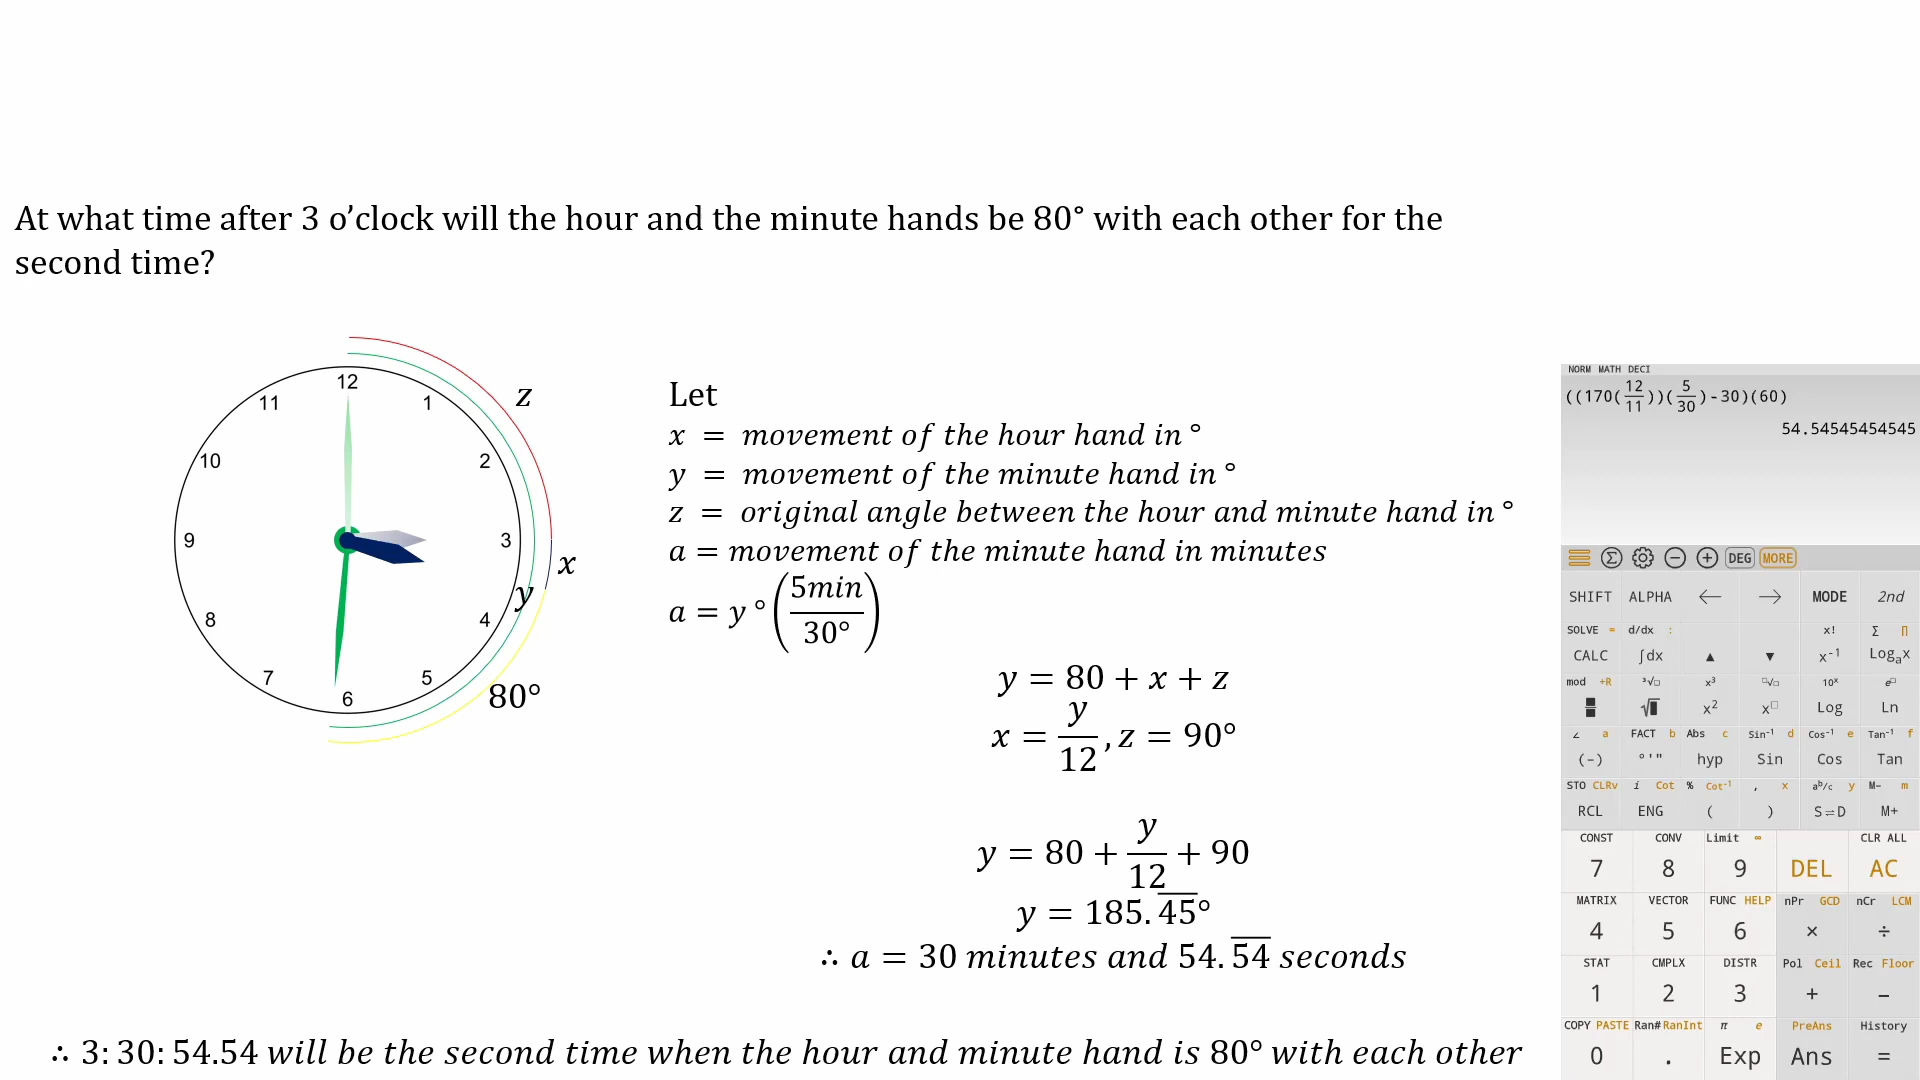 At what time after 3 o’clock will the hour and the minute hands be 80° with each other for the
second time?
12
11
1
z
10
2
9
3
x
y
8
4
7
5
6
80°
Let
x = movement of the hour hand in °
y = movement of the minute hand in °
z = original angle between the hour and minute hand in °
a = movement of the minute hand in minutes
a = y ° (5min/30°)
y = 80 + x + z
x = y/12, z = 90°
y = 80 + y/12 + 90
y = 185.4̅5̅°
∴ a = 30 minutes and 54.5̅4̅ seconds
∴ 3:30:54.54 will be the second time when the hour and minute hand is 80° with each other
NORM MATH DECI
((170(12/11))(5/30)-30)(60)
54.54545454545
Σ − + DEG MORE
SHIFT ALPHA ← → MODE 2nd
SOLVE = d/dx : x! Σ ∏
CALC ∫dx ▲ ▼ x⁻¹ Logₐx
mod ÷R ³√□ x³ □√□ 10ˣ e□
√ x² x□ Log Ln
∠ a FACT b Abs c Sin⁻¹ d Cos⁻¹ e Tan⁻¹ f
(−) °'" hyp Sin Cos Tan
STO CLRv i Cot % Cot⁻¹ , x aᵇ/c y M− m
RCL ENG ( ) S⇌D M+
CONST CONV Limit ∞ CLR ALL
7 8 9 DEL AC
MATRIX VECTOR FUNC HELP nPr GCD nCr LCM
4 5 6 × ÷
STAT CMPLX DISTR Pol Ceil Rec Floor
1 2 3 + −
COPY PASTE Ran# RanInt π e PreAns History
0 . Exp Ans =